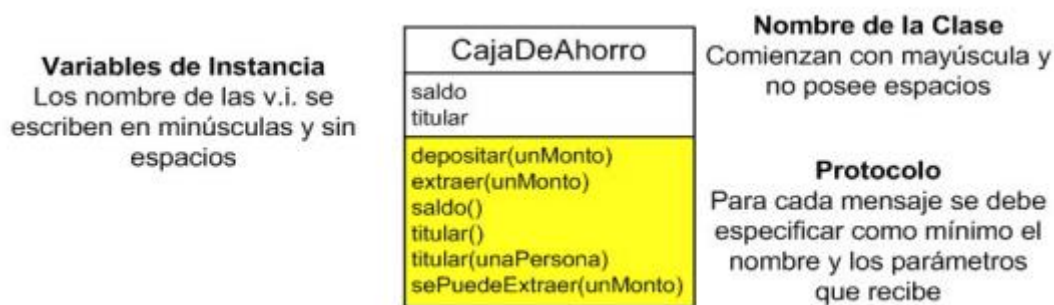 Variables de Instancia
Los nombre de las v.i. se
escriben en minúsculas y sin
espacios
CajaDeAhorro
saldo
titular
depositar(unMonto)
extraer(unMonto)
saldo()
titular()
titular(unaPersona)
sePuedeExtraer(unMonto)
Nombre de la Clase
Comienzan con mayúscula y
no posee espacios
Protocolo
Para cada mensaje se debe
especificar como mínimo el
nombre y los parámetros
que recibe